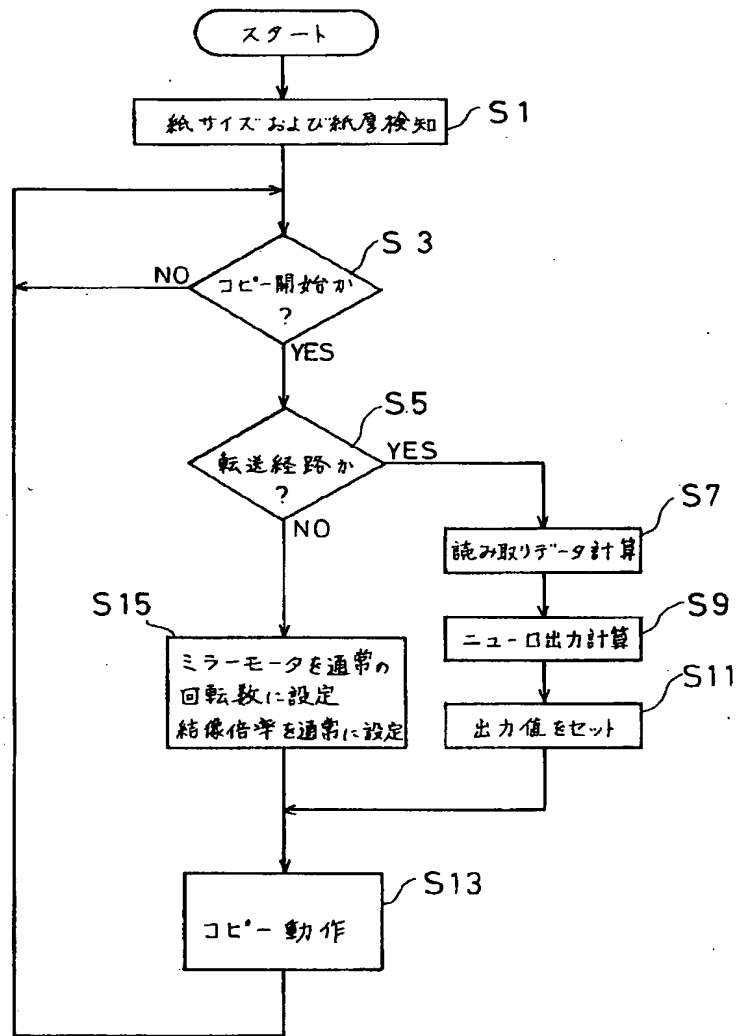 スタート
紙サイズおよび紙厚検知
S1
S3
コピー開始か
?
NO
YES
S5
転送経路か
?
YES
NO
S7
読み取りデータ計算
S9
ニューロ出力計算
S11
出力値をセット
S15
ミラーモータを通常の
回転数に設定
結像倍率を通常に設定
S13
コピー動作